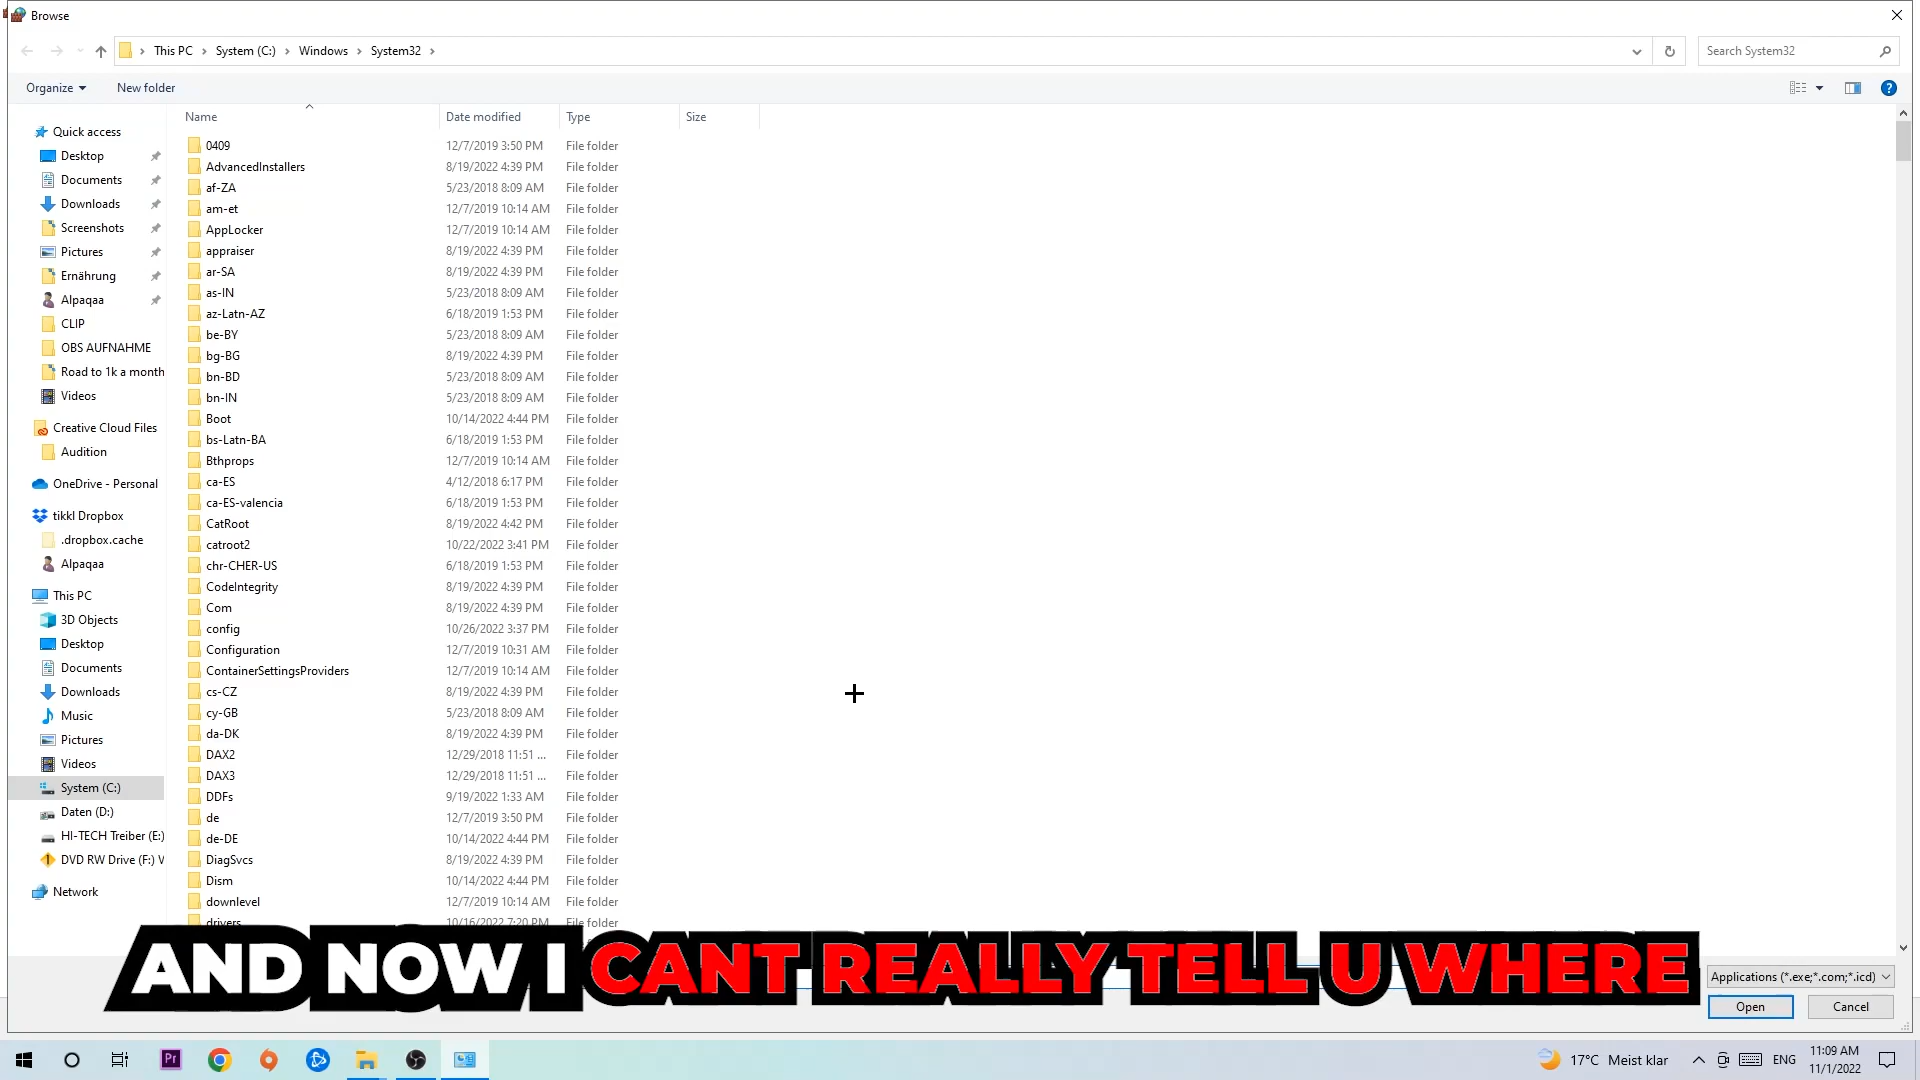 Browse
This PC > System (C:) > Windows > System32 >
Search System32
Organize
New folder
Name
Date modified
Type
Size
Quick access
Desktop
Documents
Downloads
Screenshots
Pictures
Ernährung
Alpaqaa
CLIP
OBS AUFNAHME
Road to 1k a month
Videos
Creative Cloud Files
Audition
OneDrive - Personal
tikkl Dropbox
.dropbox.cache
Alpaqaa
This PC
3D Objects
Desktop
Documents
Downloads
Music
Pictures
Videos
System (C:)
Daten (D:)
HI-TECH Treiber (E:)
DVD RW Drive (F:) V
Network
0409 12/7/2019 3:50 PM File folder
AdvancedInstallers 8/19/2022 4:39 PM File folder
af-ZA 5/23/2018 8:09 AM File folder
am-et 12/7/2019 10:14 AM File folder
AppLocker 12/7/2019 10:14 AM File folder
appraiser 8/19/2022 4:39 PM File folder
ar-SA 8/19/2022 4:39 PM File folder
as-IN 5/23/2018 8:09 AM File folder
az-Latn-AZ 6/18/2019 1:53 PM File folder
be-BY 5/23/2018 8:09 AM File folder
bg-BG 8/19/2022 4:39 PM File folder
bn-BD 5/23/2018 8:09 AM File folder
bn-IN 5/23/2018 8:09 AM File folder
Boot 10/14/2022 4:44 PM File folder
bs-Latn-BA 6/18/2019 1:53 PM File folder
Bthprops 12/7/2019 10:14 AM File folder
ca-ES 4/12/2018 6:17 PM File folder
ca-ES-valencia 6/18/2019 1:53 PM File folder
CatRoot 8/19/2022 4:42 PM File folder
catroot2 10/22/2022 3:41 PM File folder
chr-CHER-US 6/18/2019 1:53 PM File folder
CodeIntegrity 8/19/2022 4:39 PM File folder
Com 8/19/2022 4:39 PM File folder
config 10/26/2022 3:37 PM File folder
Configuration 12/7/2019 10:31 AM File folder
ContainerSettingsProviders 12/7/2019 10:14 AM File folder
cs-CZ 8/19/2022 4:39 PM File folder
cy-GB 5/23/2018 8:09 AM File folder
da-DK 8/19/2022 4:39 PM File folder
DAX2 12/29/2018 11:51 ... File folder
DAX3 12/29/2018 11:51 ... File folder
DDFs 9/19/2022 1:33 AM File folder
de 12/7/2019 3:50 PM File folder
de-DE 10/14/2022 4:44 PM File folder
DiagSvcs 8/19/2022 4:39 PM File folder
Dism 10/14/2022 4:44 PM File folder
downlevel 12/7/2019 10:14 AM File folder
drivers 10/16/2022 7:20 PM File folder
AND NOW I CANT REALLY TELL U WHERE
Applications (*.exe;*.com;*.icd)
Open
Cancel
Pr
17°C Meist klar
ENG
11:09 AM
11/1/2022